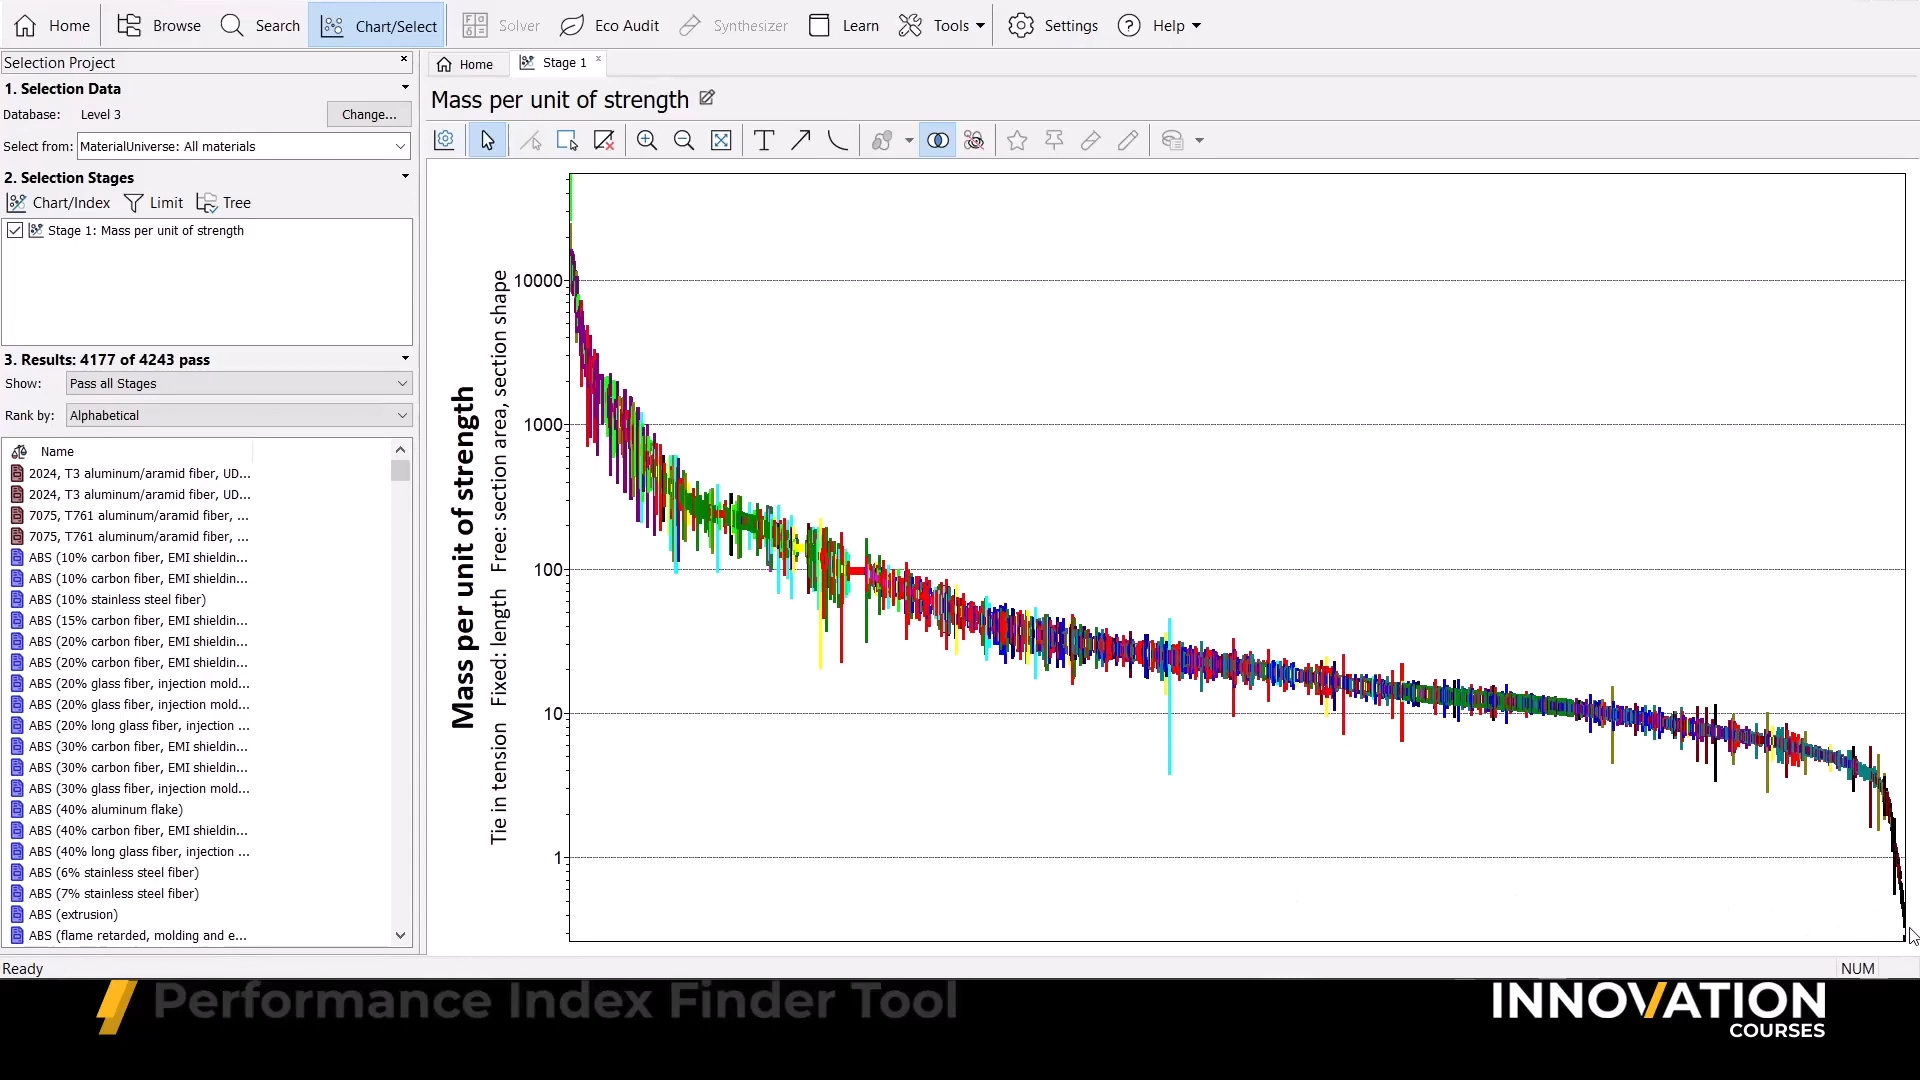 Home Browse Search Chart/Select Solver Eco Audit Synthesizer Learn Tools Settings Help
Selection Project
1. Selection Data
Database: Level 3 Change...
Select from: MaterialUniverse: All materials
2. Selection Stages
Chart/Index Limit Tree
Stage 1: Mass per unit of strength
3. Results: 4177 of 4243 pass
Show: Pass all Stages
Rank by: Alphabetical
Name
2024, T3 aluminum/aramid fiber, UD...
2024, T3 aluminum/aramid fiber, UD...
7075, T761 aluminum/aramid fiber, ...
7075, T761 aluminum/aramid fiber, ...
ABS (10% carbon fiber, EMI shieldin...
ABS (10% carbon fiber, EMI shieldin...
ABS (10% stainless steel fiber)
ABS (15% carbon fiber, EMI shieldin...
ABS (20% carbon fiber, EMI shieldin...
ABS (20% carbon fiber, EMI shieldin...
ABS (20% glass fiber, injection mold...
ABS (20% glass fiber, injection mold...
ABS (20% long glass fiber, injection ...
ABS (30% carbon fiber, EMI shieldin...
ABS (30% carbon fiber, EMI shieldin...
ABS (30% glass fiber, injection mold...
ABS (40% aluminum flake)
ABS (40% carbon fiber, EMI shieldin...
ABS (40% long glass fiber, injection ...
ABS (6% stainless steel fiber)
ABS (7% stainless steel fiber)
ABS (extrusion)
ABS (flame retarded, molding and e...
Home Stage 1
Mass per unit of strength
Mass per unit of strength
Tie in tension Fixed: length Free: section area, section shape
10000
1000
100
10
1
Ready NUM
Performance Index Finder Tool
INNOVATION
COURSES